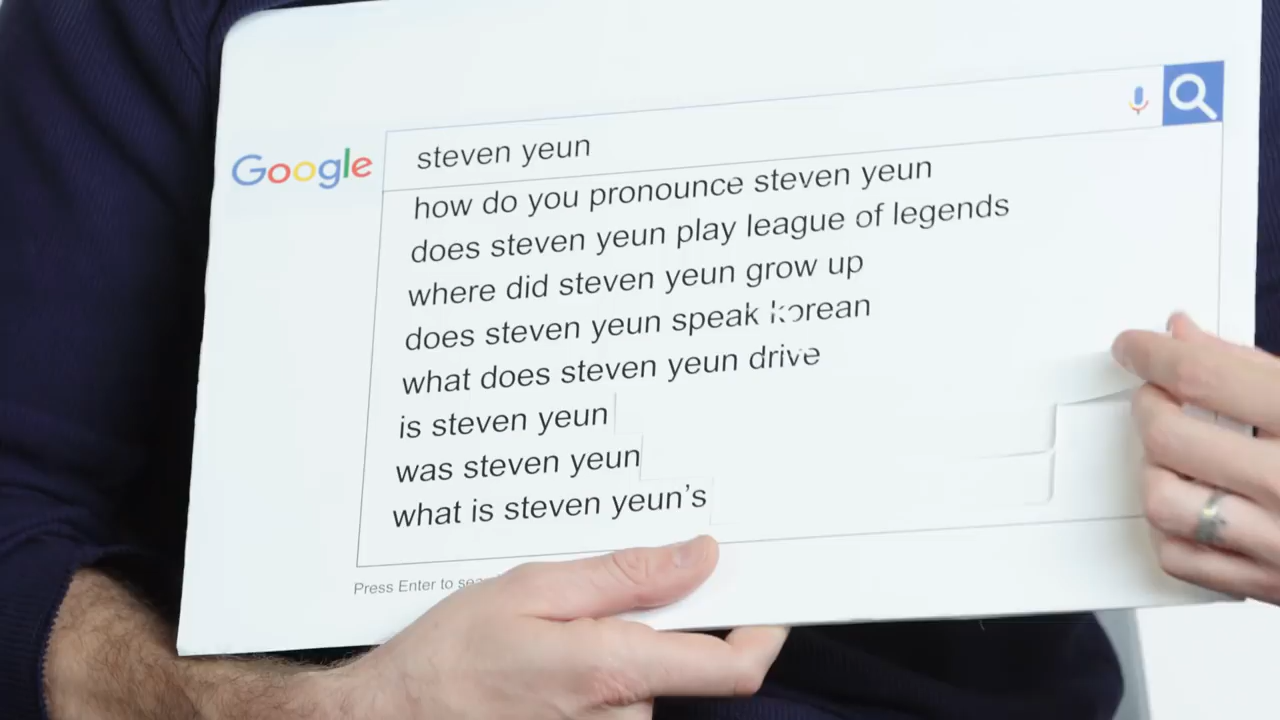 Google
steven yeun
how do you pronounce steven yeun
does steven yeun play league of legends
where did steven yeun grow up
does steven yeun speak korean
what does steven yeun drive
is steven yeun
was steven yeun
what is steven yeun's
Press Enter to